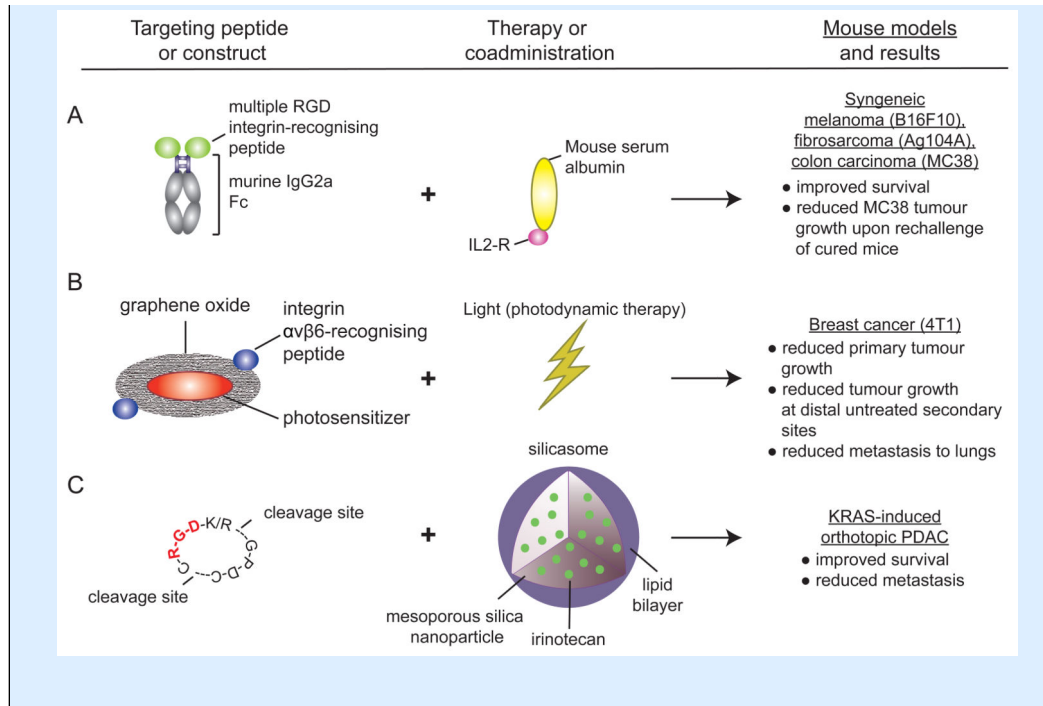 Targeting peptide
or construct
Therapy or
coadministration
Mouse models
and results
A
multiple RGD
integrin-recognising
peptide
murine IgG2a
Fc
+
Mouse serum
albumin
IL2-R
Syngeneic
melanoma (B16F10),
fibrosarcoma (Ag104A),
colon carcinoma (MC38)
● improved survival
● reduced MC38 tumour
growth upon rechallenge
of cured mice
B
graphene oxide
integrin
αvβ6-recognising
peptide
photosensitizer
+
Light (photodynamic therapy)
Breast cancer (4T1)
● reduced primary tumour
growth
● reduced tumour growth
at distal untreated secondary
sites
● reduced metastasis to lungs
C
R-G-D-K/R
G-P-D-C-C
cleavage site
cleavage site
+
silicasome
lipid
bilayer
mesoporous silica
nanoparticle
irinotecan
KRAS-induced
orthotopic PDAC
● improved survival
● reduced metastasis